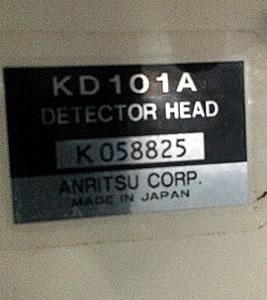 KD101A
DETECTOR HEAD
K 058825
ANRITSU CORP.
MADE IN JAPAN